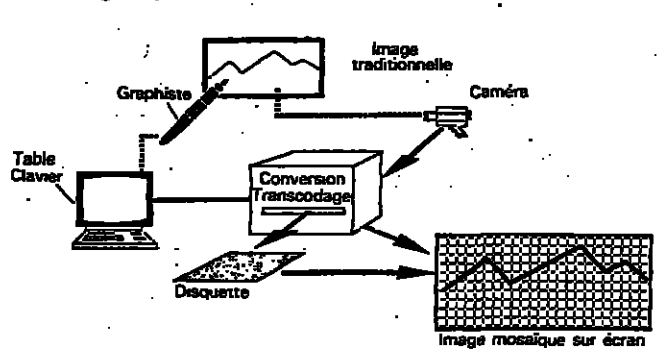 Image
traditionnelle
Graphiste
Caméra
Table
Clavier
Conversion
Transcodage
Disquette
Image mosaïque sur écran